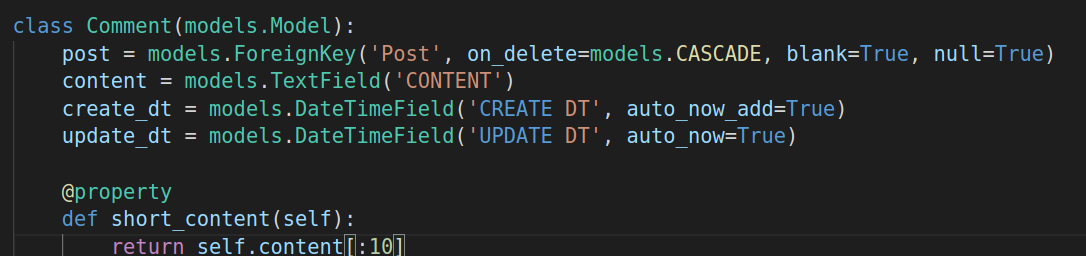 class Comment(models.Model):
    post = models.ForeignKey('Post', on_delete=models.CASCADE, blank=True, null=True)
    content = models.TextField('CONTENT')
    create_dt = models.DateTimeField('CREATE DT', auto_now_add=True)
    update_dt = models.DateTimeField('UPDATE DT', auto_now=True)

    @property
    def short_content(self):
        return self.content[:10]